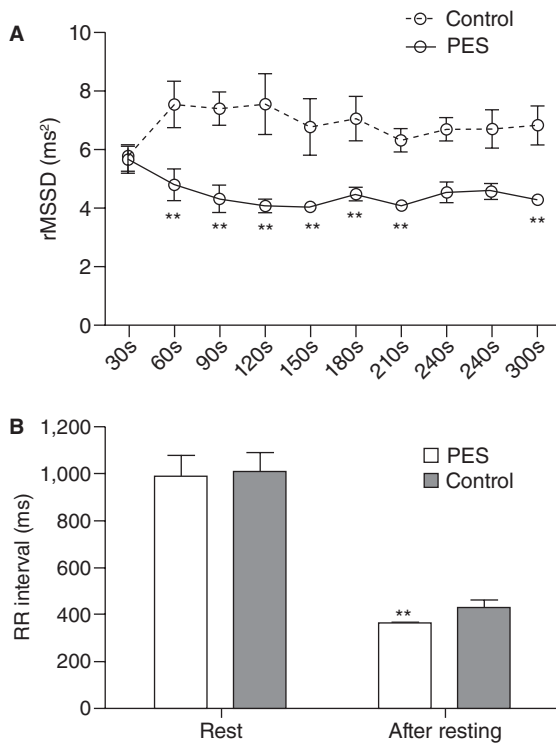 A
Control
PES
rMSSD (ms²)
10
8
6
4
2
0
** ** ** ** ** ** **
30s 60s 90s 120s 150s 180s 210s 240s 240s 300s
B
RR interval (ms)
1,200
1,000
800
600
400
200
0
PES
Control
**
Rest After resting